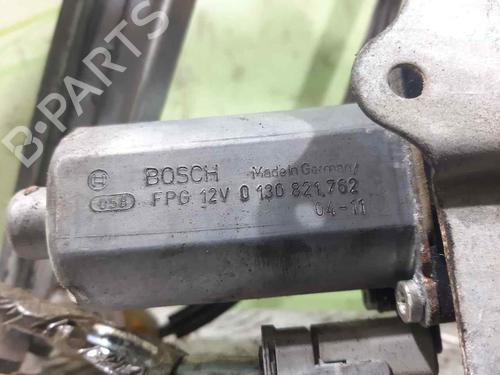 B-PARTS
BOSCH Made in Germany
058 FPG 12V 0 130 821.762
04-11